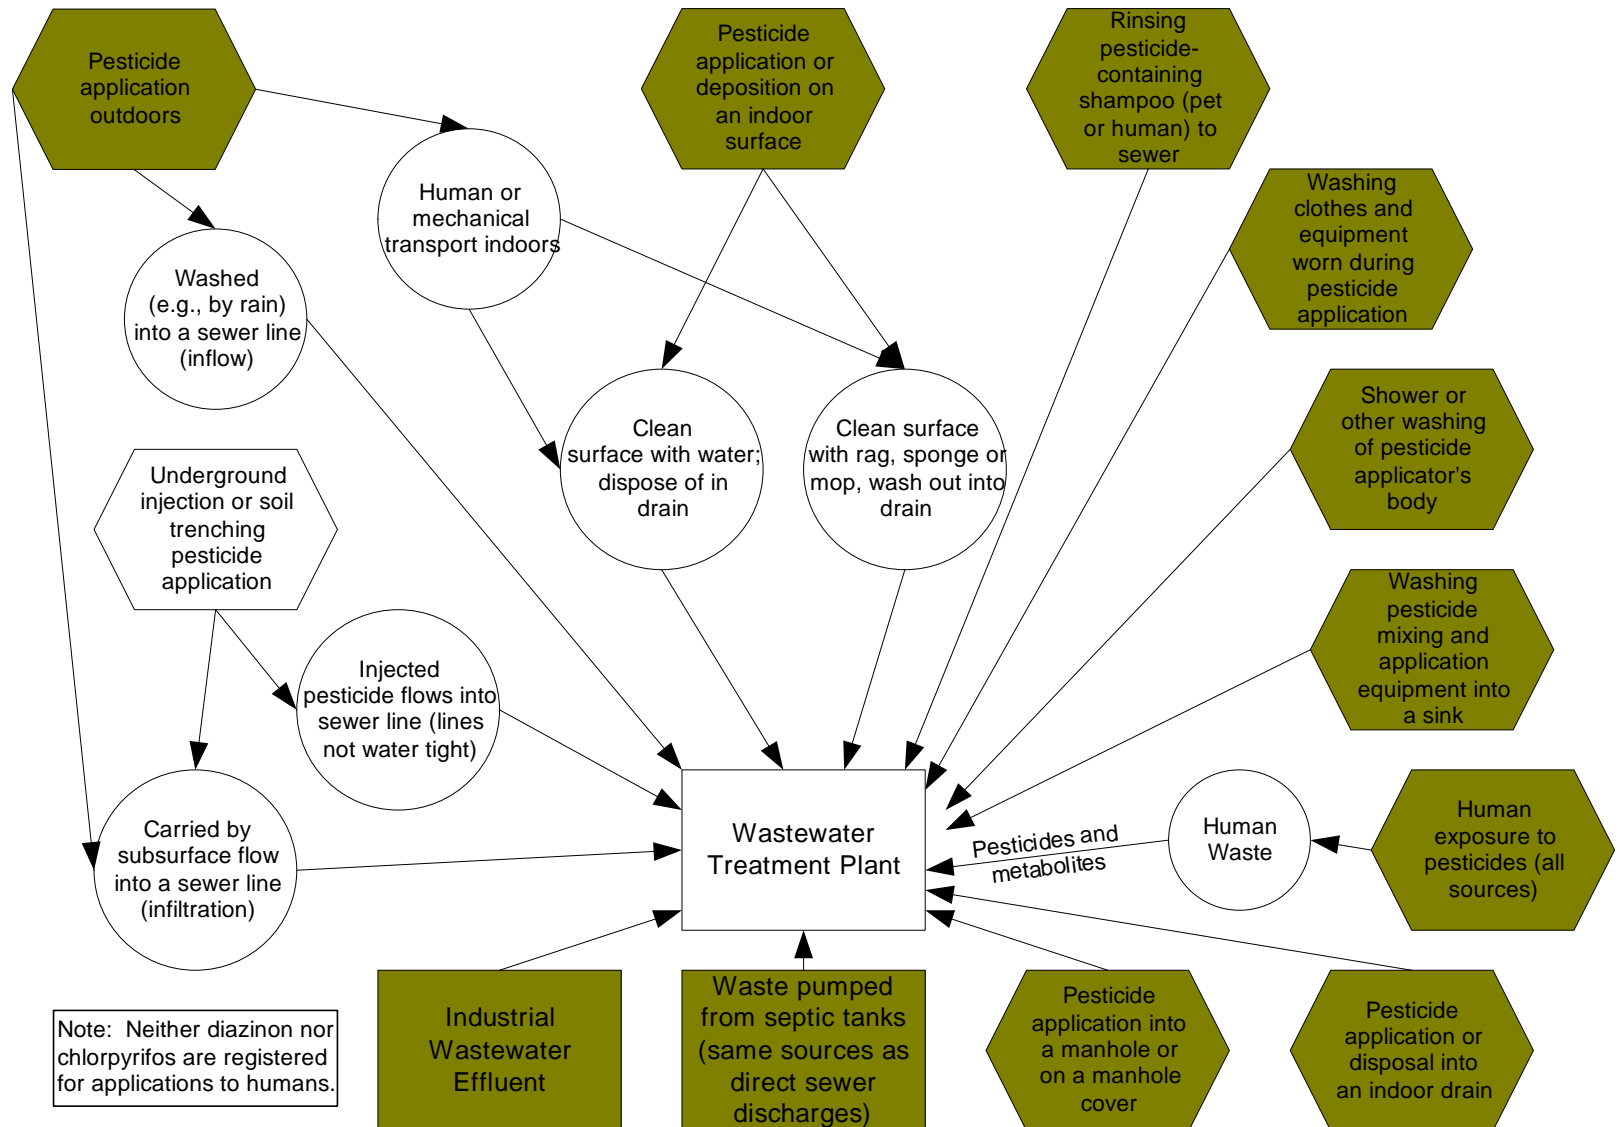 Pesticide
application
outdoors
Pesticide
application or
deposition on
an indoor
surface
Rinsing
pesticide-
containing
shampoo (pet
or human) to
sewer
Human or
mechanical
transport indoors
Washing
clothes and
equipment
worn during
pesticide
application
Washed
(e.g., by rain)
into a sewer line
(inflow)
Clean
surface with water;
dispose of in
drain
Clean surface
with rag, sponge or
mop, wash out into
drain
Shower or
other washing
of pesticide
applicator's
body
Underground
injection or soil
trenching
pesticide
application
Injected
pesticide flows into
sewer line (lines
not water tight)
Washing
pesticide
mixing and
application
equipment into
a sink
Carried by
subsurface flow
into a sewer line
(infiltration)
Wastewater
Treatment Plant
Pesticides and
metabolites
Human
Waste
Human
exposure to
pesticides (all
sources)
Note:  Neither diazinon nor
chlorpyrifos are registered
for applications to humans.
Industrial
Wastewater
Effluent
Waste pumped
from septic tanks
(same sources as
direct sewer
discharges)
Pesticide
application into
a manhole or
on a manhole
cover
Pesticide
application or
disposal into
an indoor drain